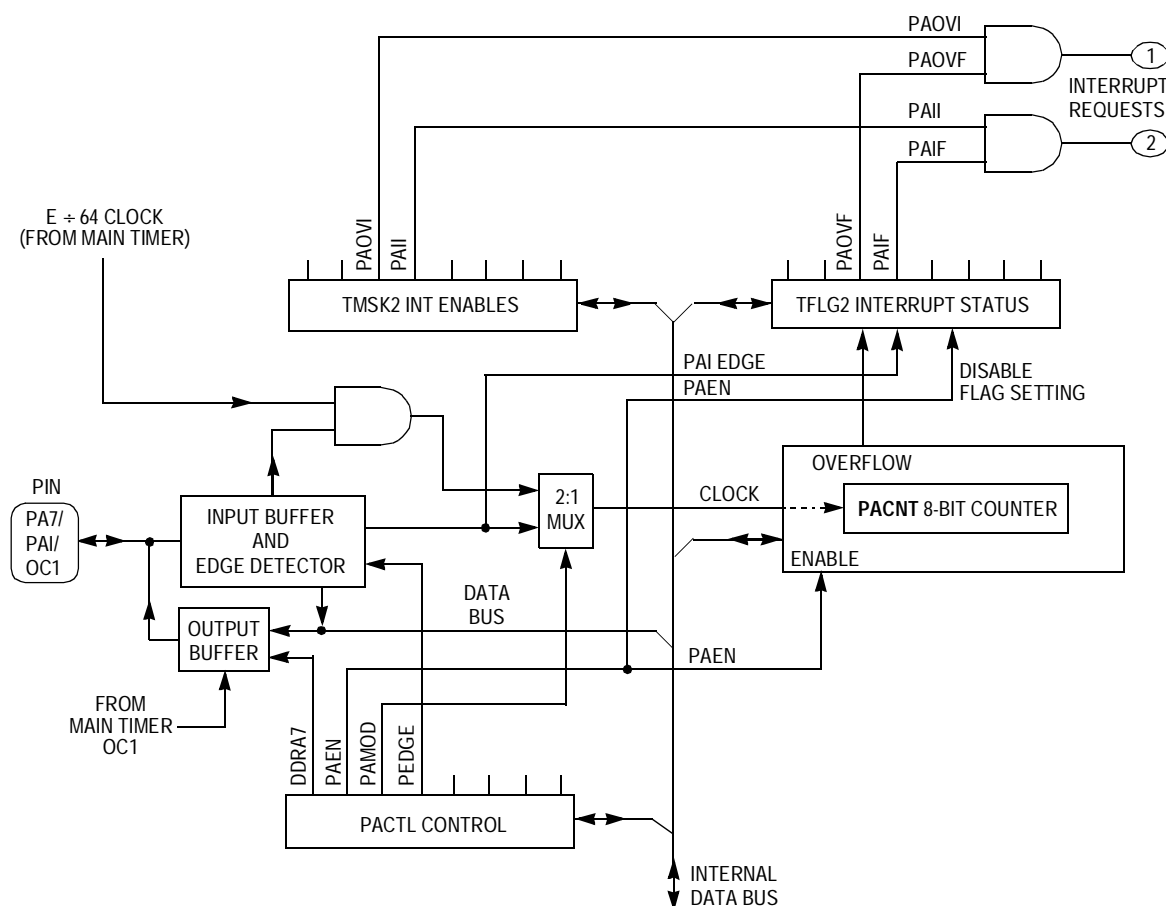 PAOVI
PAOVF
1
INTERRUPT
REQUESTS
PAII
PAIF
2
E ÷ 64 CLOCK
(FROM MAIN TIMER)
PAOVI
PAII
PAOVF
PAIF
TMSK2 INT ENABLES
TFLG2 INTERRUPT STATUS
PAI EDGE
PAEN
DISABLE
FLAG SETTING
OVERFLOW
PIN
PA7/
PAI/
OC1
INPUT BUFFER
AND
EDGE DETECTOR
2:1
MUX
CLOCK
PACNT 8-BIT COUNTER
ENABLE
OUTPUT
BUFFER
DATA
BUS
PAEN
FROM
MAIN TIMER
OC1
DDRA7
PAEN
PAMOD
PEDGE
PACTL CONTROL
INTERNAL
DATA BUS